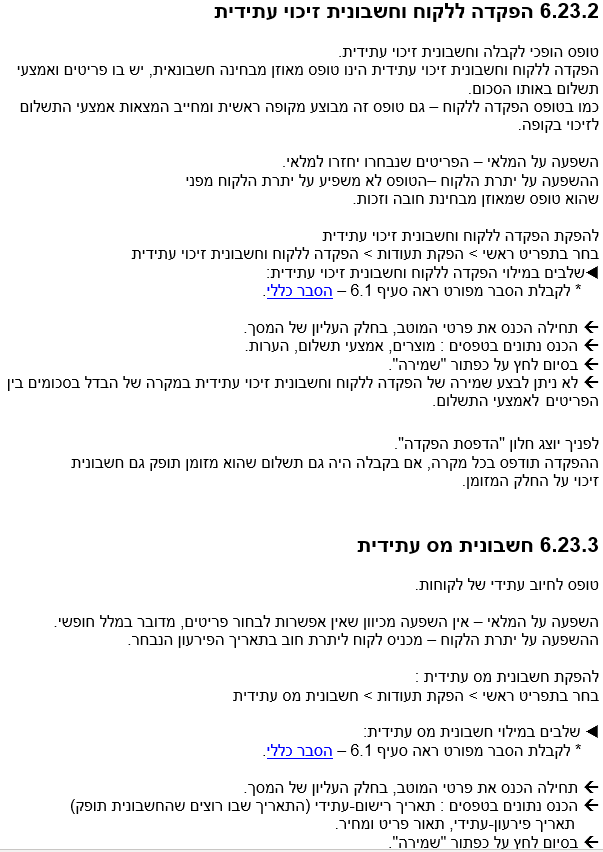 6.23.2 הפקדה ללקוח וחשבונית זיכוי עתידית
טופס הופכי לקבלה וחשבונית זיכוי עתידית.
הפקדה ללקוח וחשבונית זיכוי עתידית הינו טופס מאוזן מבחינה חשבונאית, יש בו פריטים ואמצעי
תשלום באותו הסכום.
כמו בטופס הפקדה ללקוח – גם טופס זה מבוצע מקופה ראשית ומחייב המצאות אמצעי התשלום
לזיכוי בקופה.
השפעה על המלאי – הפריטים שנבחרו יחזרו למלאי.
ההשפעה על יתרת הלקוח –הטופס לא משפיע על יתרת הלקוח מפני
שהוא טופס שמאוזן מבחינת חובה וזכות.
להפקת הפקדה ללקוח וחשבונית זיכוי עתידית
בחר בתפריט ראשי > הפקת תעודות > הפקדה ללקוח וחשבונית זיכוי עתידית
◄שלבים במילוי הפקדה ללקוח וחשבונית זיכוי עתידית:
* לקבלת הסבר מפורט ראה סעיף 6.1 – הסבר כללי.
← תחילה הכנס את פרטי המוטב, בחלק העליון של המסך.
← הכנס נתונים בטפסים : מוצרים, אמצעי תשלום, הערות.
← בסיום לחץ על כפתור "שמירה".
← לא ניתן לבצע שמירה של הפקדה ללקוח וחשבונית זיכוי עתידית במקרה של הבדל בסכומים בין
הפריטים לאמצעי התשלום.
לפניך יוצג חלון "הדפסת הפקדה".
ההפקדה תודפס בכל מקרה, אם בקבלה היה גם תשלום שהוא מזומן תופק גם חשבונית
זיכוי על החלק המזומן.
6.23.3 חשבונית מס עתידית
טופס לחיוב עתידי של לקוחות.
השפעה על המלאי – אין השפעה מכיוון שאין אפשרות לבחור פריטים, מדובר במלל חופשי.
ההשפעה על יתרת הלקוח – מכניס לקוח ליתרת חוב בתאריך הפירעון הנבחר.
להפקת חשבונית מס עתידית :
בחר בתפריט ראשי > הפקת תעודות > חשבונית מס עתידית
◄ שלבים במילוי חשבונית מס עתידית:
* לקבלת הסבר מפורט ראה סעיף 6.1 – הסבר כללי.
← תחילה הכנס את פרטי המוטב, בחלק העליון של המסך.
← הכנס נתונים בטפסים : תאריך רישום-עתידי (התאריך שבו רוצים שהחשבונית תופק)
תאריך פירעון-עתידי, תאור פריט ומחיר.
← בסיום לחץ על כפתור "שמירה".